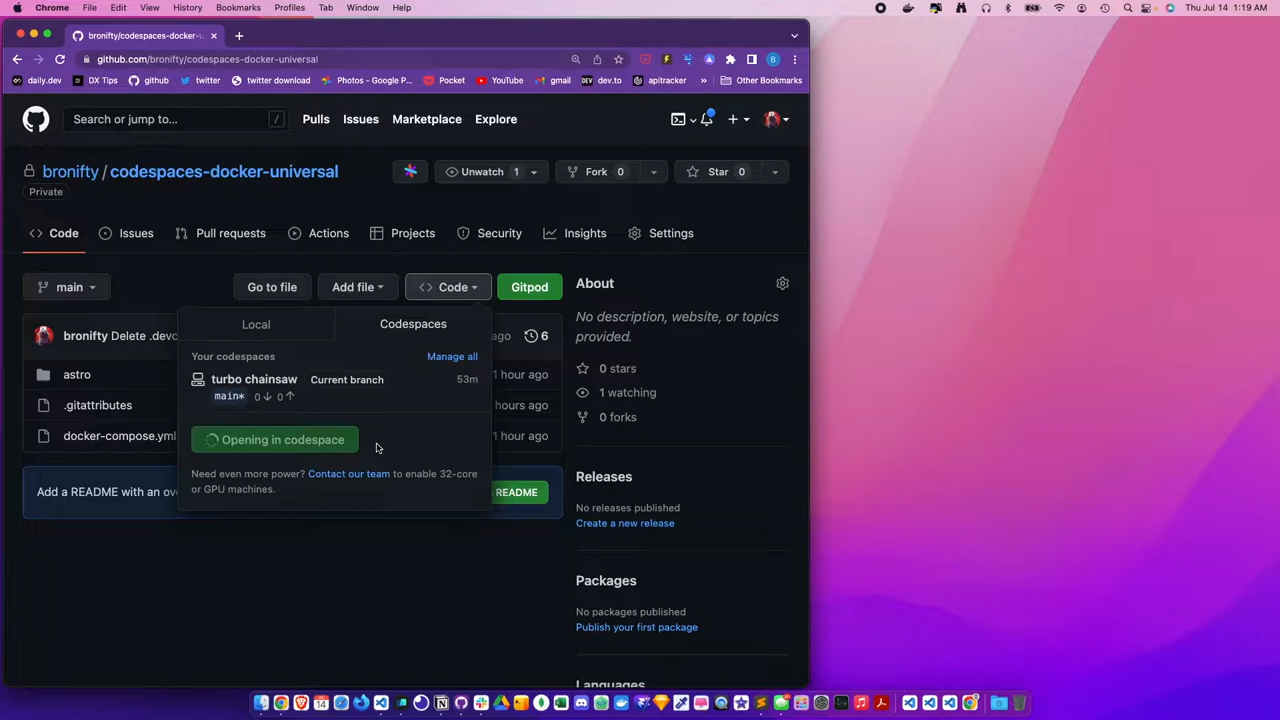 Chrome File Edit View History Bookmarks Profiles Tab Window Help Thu Jul 14 1:19 AM
bronifty/codespaces-docker-u
github.com/bronifty/codespaces-docker-universal
daily.dev DX Tips github twitter twitter download Photos - Google P... Pocket YouTube gmail DEV dev.to apitracker Other Bookmarks
Search or jump to... / Pulls Issues Marketplace Explore
bronifty / codespaces-docker-universal Unwatch 1 Fork 0 Star 0
Private
Code Issues Pull requests Actions Projects Security Insights Settings
main Go to file Add file Code Gitpod About
No description, website, or topics
provided.
Local Codespaces
bronifty Delete .devc ago 6
Your codespaces Manage all
0 stars
astro 1 hour ago
turbo chainsaw Current branch 53m
1 watching
main* 0 0
.gitattributes hours ago
0 forks
docker-compose.yml 1 hour ago
Opening in codespace
Need even more power? Contact our team to enable 32-core
or GPU machines.
Add a README with an ov README
Releases
No releases published
Create a new release
Packages
No packages published
Publish your first package
Languages